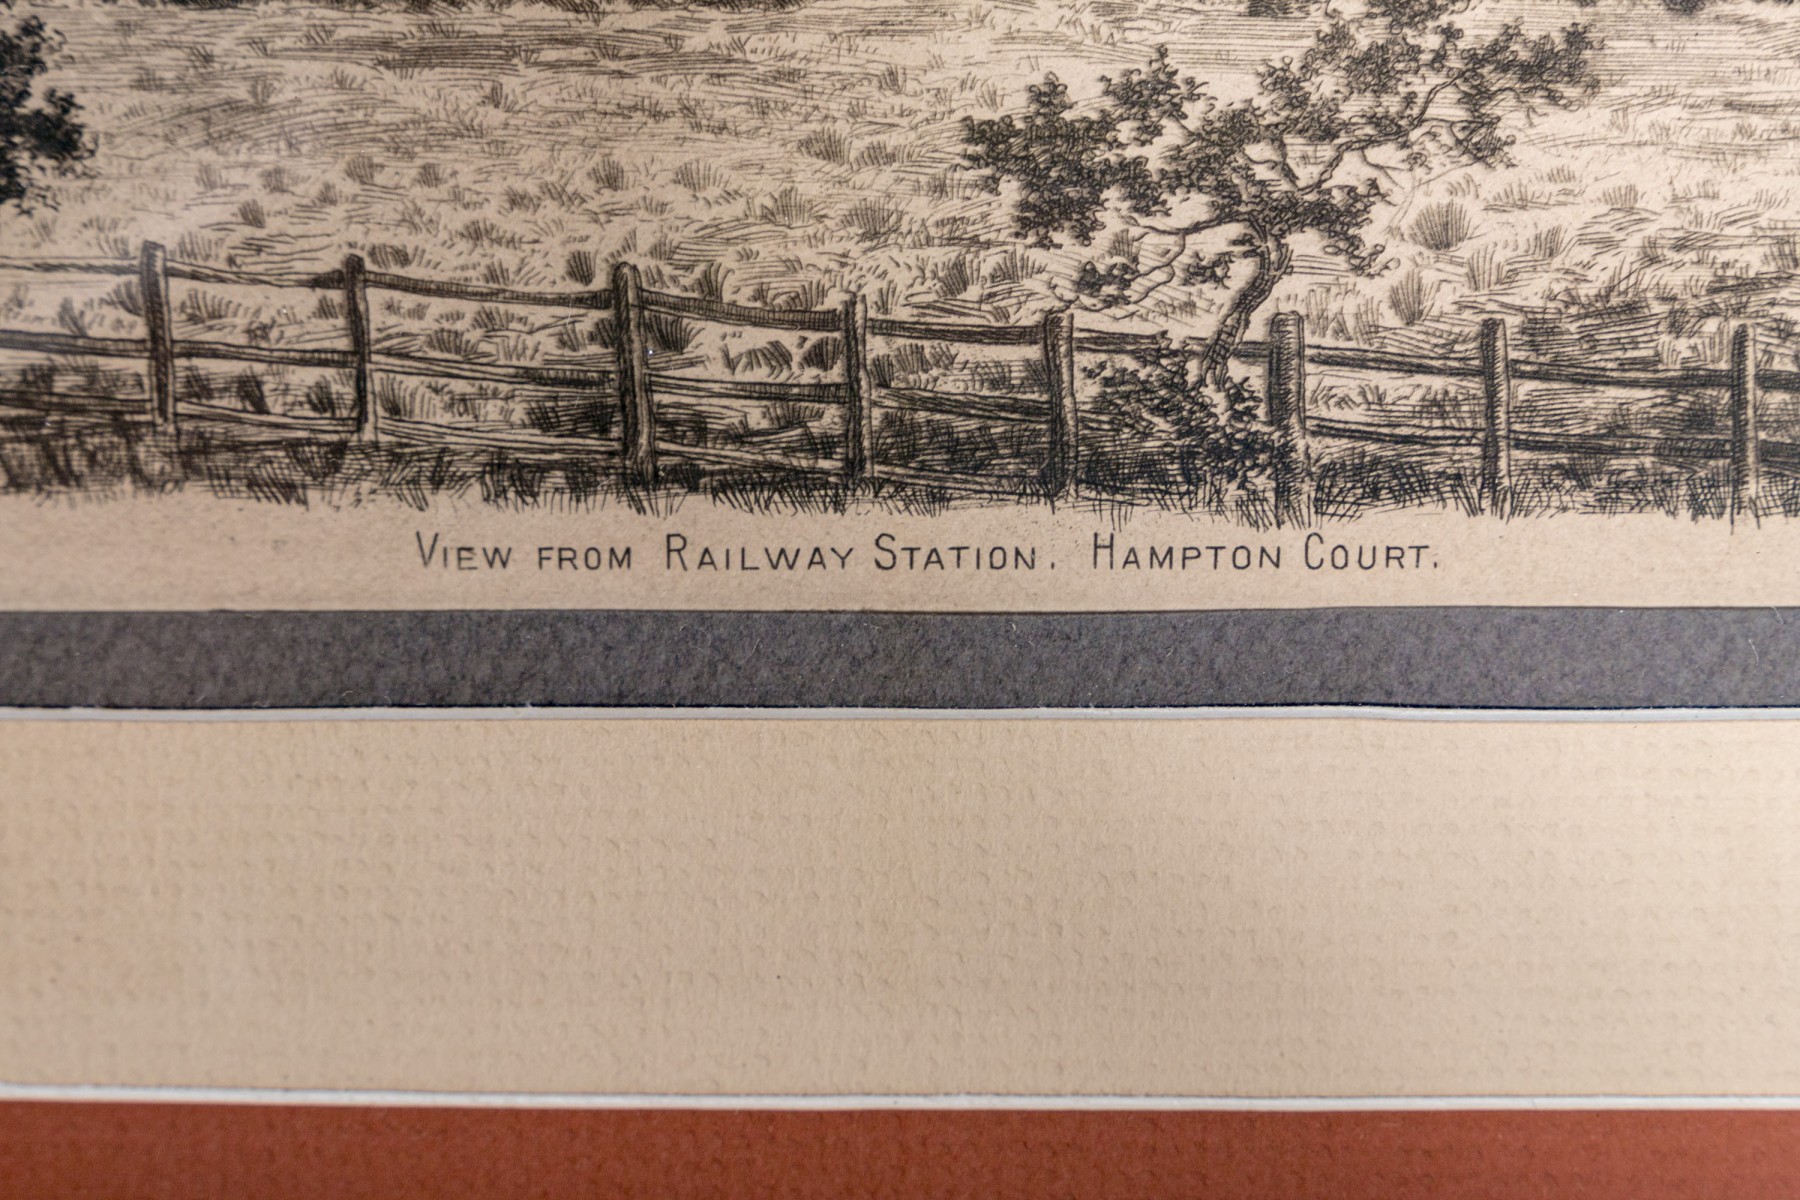 View from Railway Station. Hampton Court.